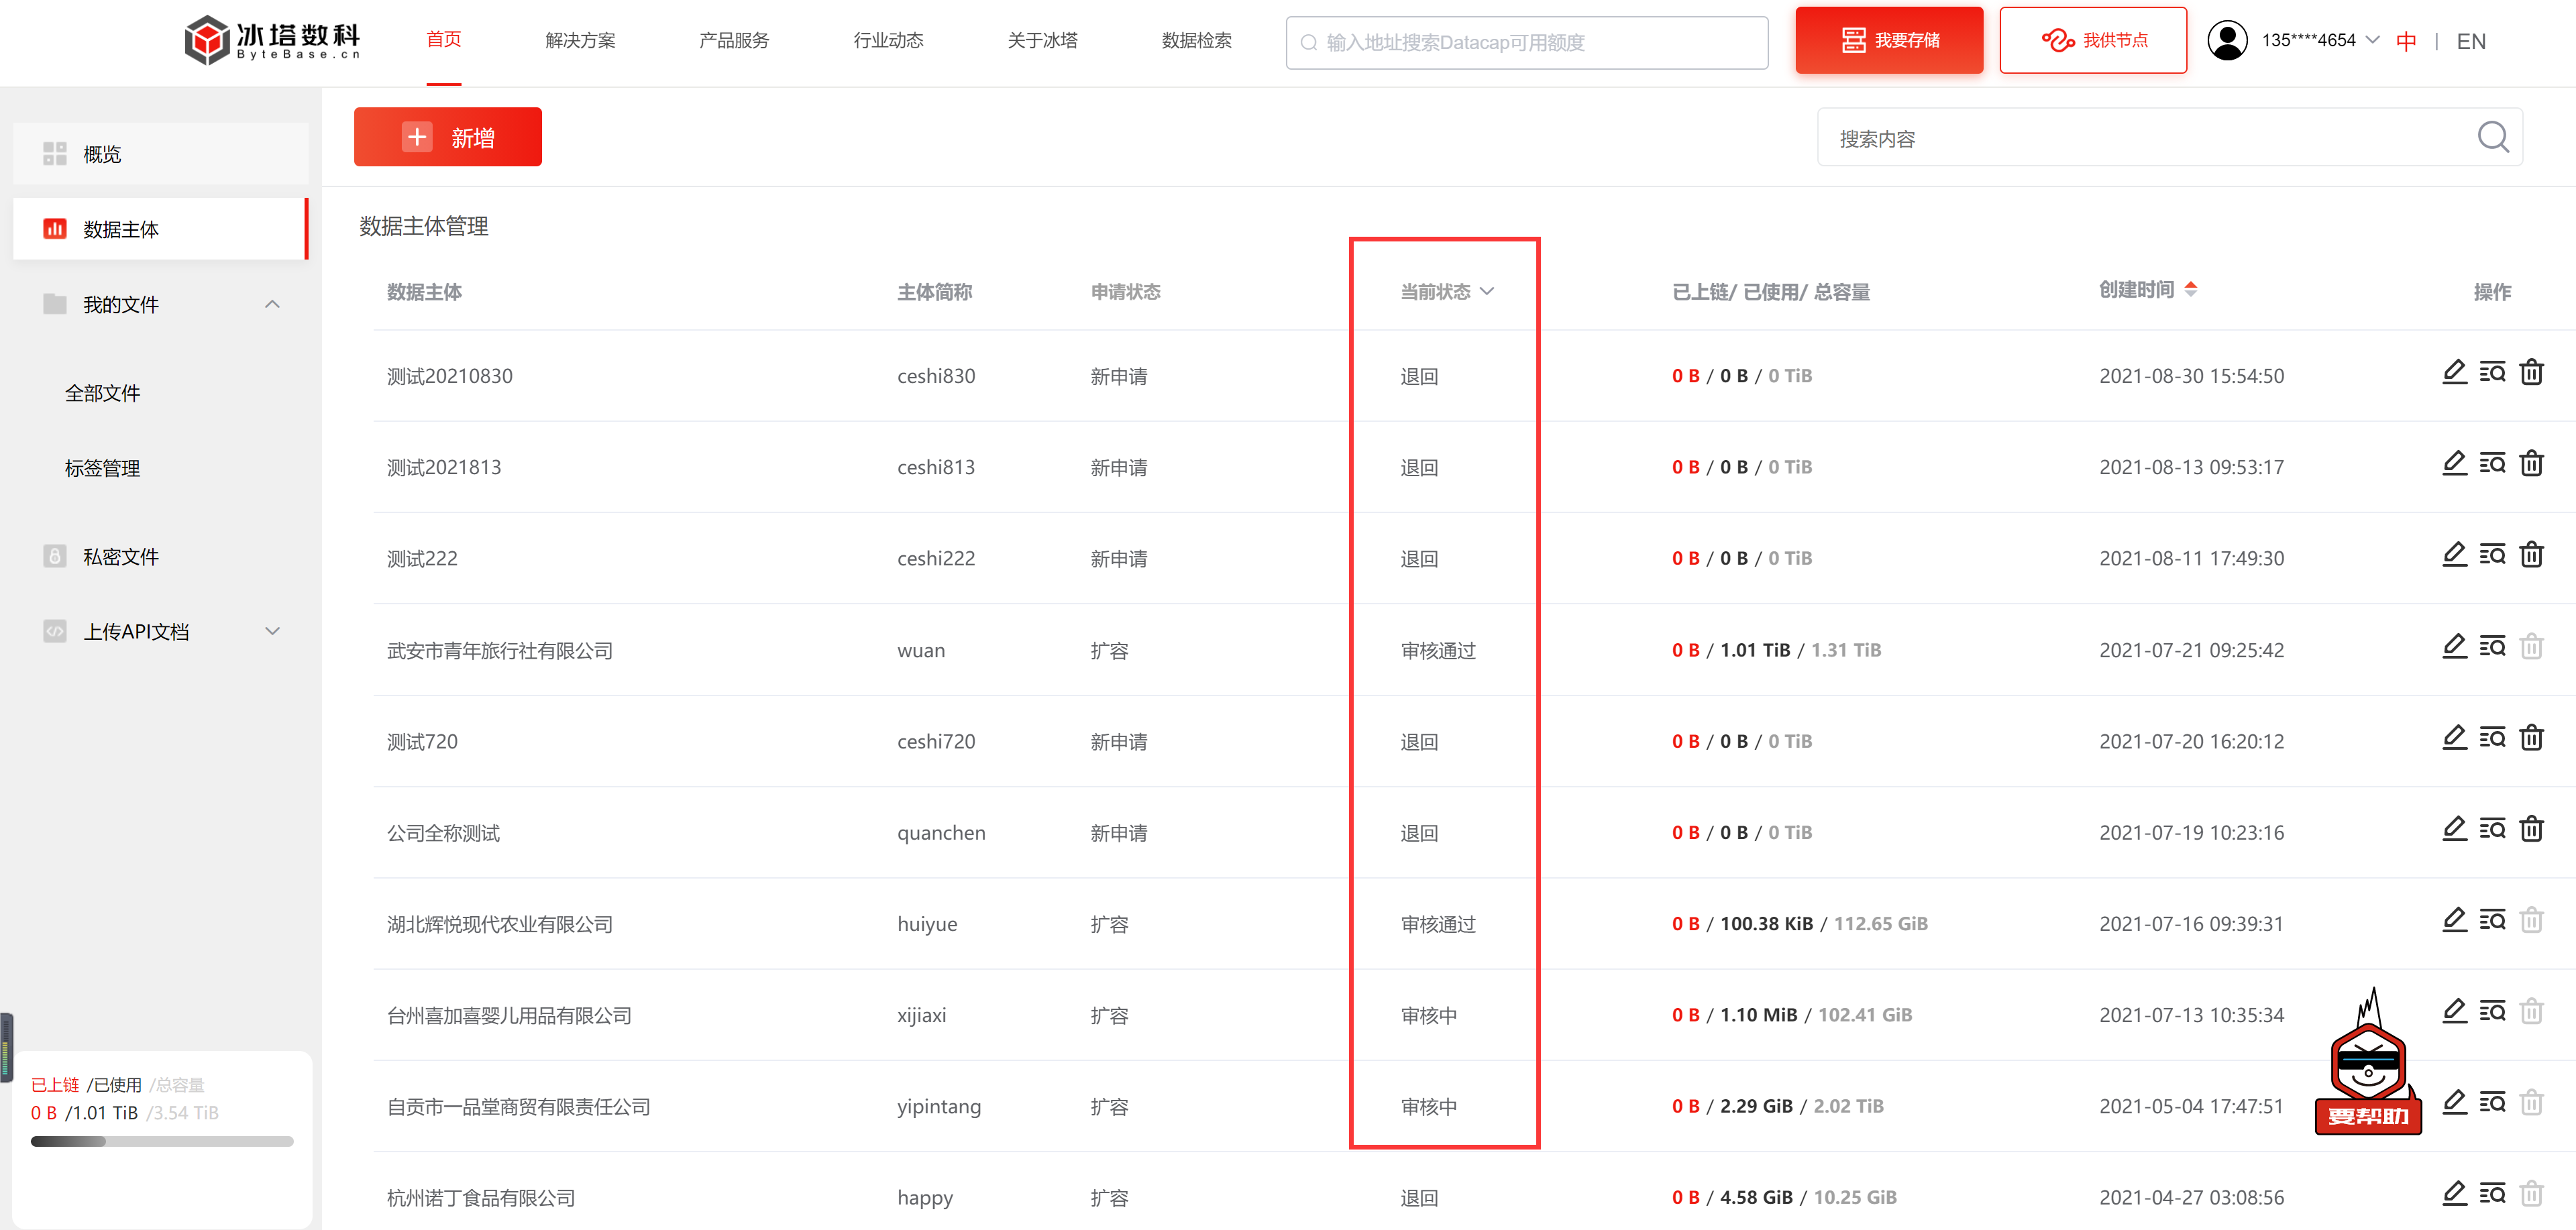 冰塔数科
ByteBase.cn
首页
解决方案
产品服务
行业动态
关于冰塔
数据检索
输入地址搜索Datacap可用额度
我要存储
我供节点
135****4654
中 | EN
概览
数据主体
我的文件
全部文件
标签管理
私密文件
上传API文档
已上链 /已使用 /总容量
0 B /1.01 TiB /3.54 TiB
新增
搜索内容
数据主体管理
数据主体 主体简称 申请状态 当前状态 已上链/ 已使用/ 总容量 创建时间 操作
测试20210830 ceshi830 新申请 退回 0 B / 0 B / 0 TiB 2021-08-30 15:54:50
测试2021813 ceshi813 新申请 退回 0 B / 0 B / 0 TiB 2021-08-13 09:53:17
测试222 ceshi222 新申请 退回 0 B / 0 B / 0 TiB 2021-08-11 17:49:30
武安市青年旅行社有限公司 wuan 扩容 审核通过 0 B / 1.01 TiB / 1.31 TiB 2021-07-21 09:25:42
测试720 ceshi720 新申请 退回 0 B / 0 B / 0 TiB 2021-07-20 16:20:12
公司全称测试 quanchen 新申请 退回 0 B / 0 B / 0 TiB 2021-07-19 10:23:16
湖北辉悦现代农业有限公司 huiyue 扩容 审核通过 0 B / 100.38 KiB / 112.65 GiB 2021-07-16 09:39:31
台州喜加喜婴儿用品有限公司 xijiaxi 扩容 审核中 0 B / 1.10 MiB / 102.41 GiB 2021-07-13 10:35:34
自贡市一品堂商贸有限责任公司 yipintang 扩容 审核中 0 B / 2.29 GiB / 2.02 TiB 2021-05-04 17:47:51
杭州诺丁食品有限公司 happy 扩容 退回 0 B / 4.58 GiB / 10.25 GiB 2021-04-27 03:08:56
要帮助